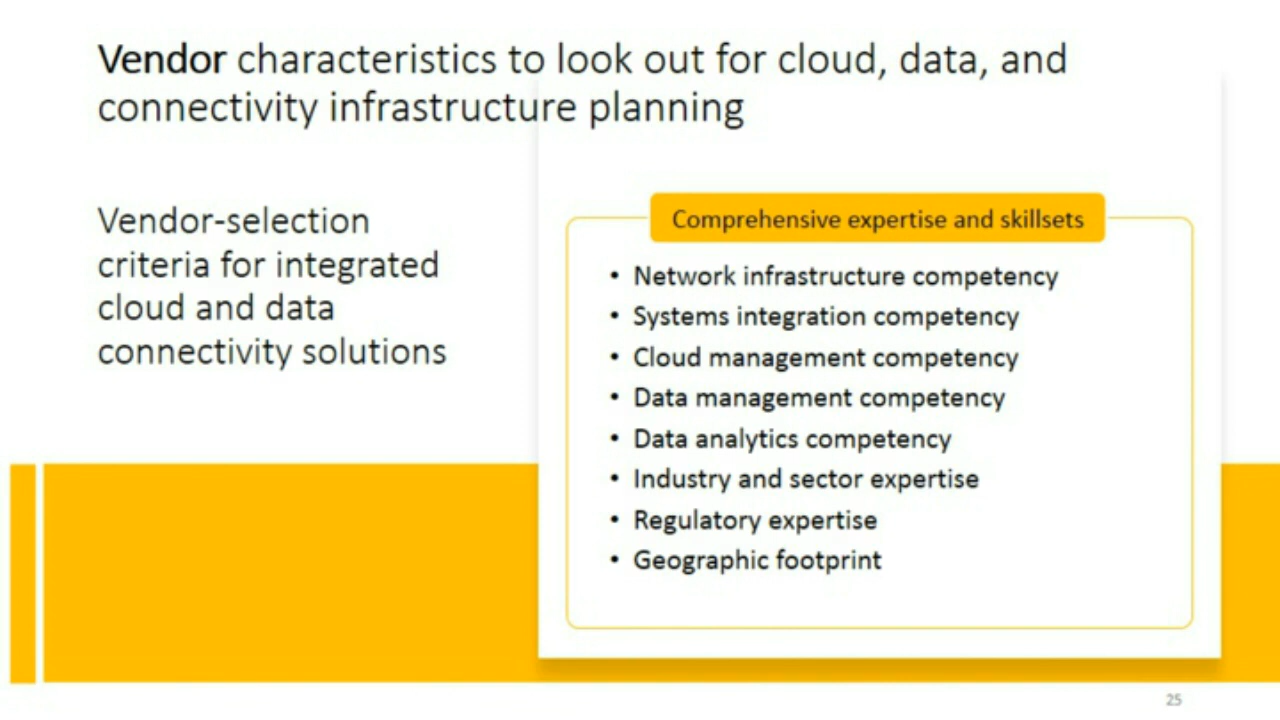 Vendor characteristics to look out for cloud, data, and
connectivity infrastructure planning
Vendor-selection
criteria for integrated
cloud and data
connectivity solutions
Comprehensive expertise and skillsets
• Network infrastructure competency
• Systems integration competency
• Cloud management competency
• Data management competency
• Data analytics competency
• Industry and sector expertise
• Regulatory expertise
• Geographic footprint
25